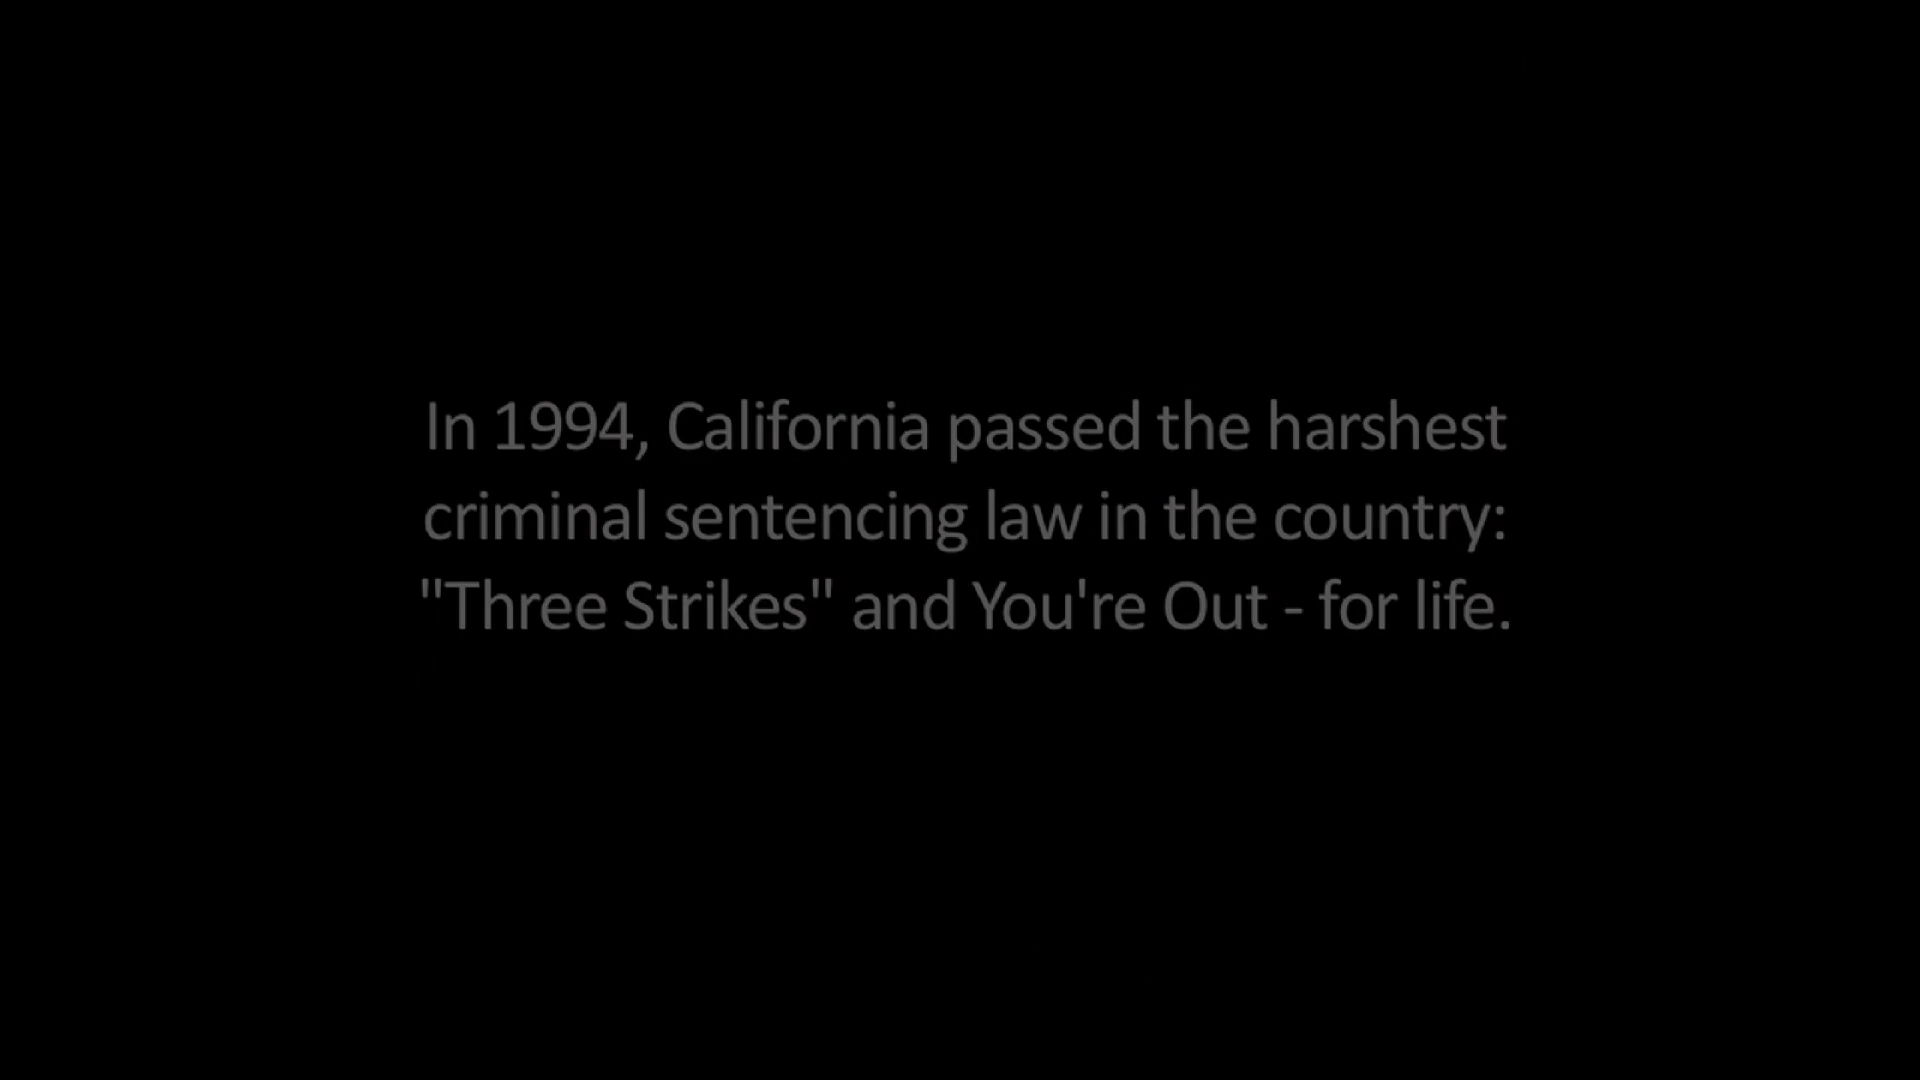 In 1994, California passed the harshest
criminal sentencing law in the country:
"Three Strikes" and You're Out - for life.